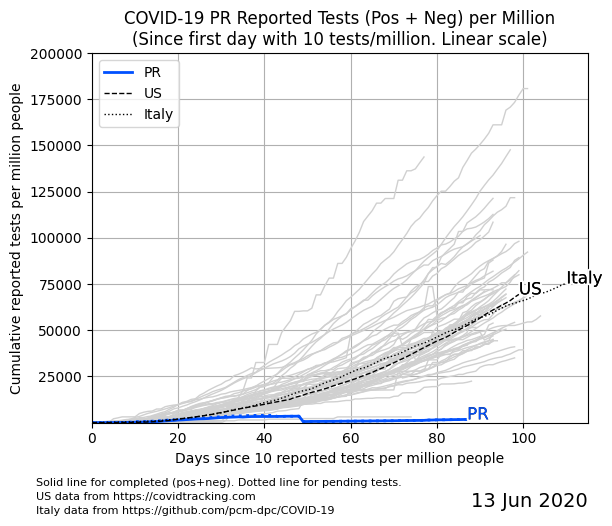 COVID-19 PR Reported Tests (Pos + Neg) per Million
(Since first day with 10 tests/million. Linear scale)
Cumulative reported tests per million people
200000
175000
150000
125000
100000
75000
50000
25000
PR
US
Italy
US
Italy
PR
0
20
40
60
80
100
Days since 10 reported tests per million people
Solid line for completed (pos+neg). Dotted line for pending tests.
US data from https://covidtracking.com
Italy data from https://github.com/pcm-dpc/COVID-19
13 Jun 2020